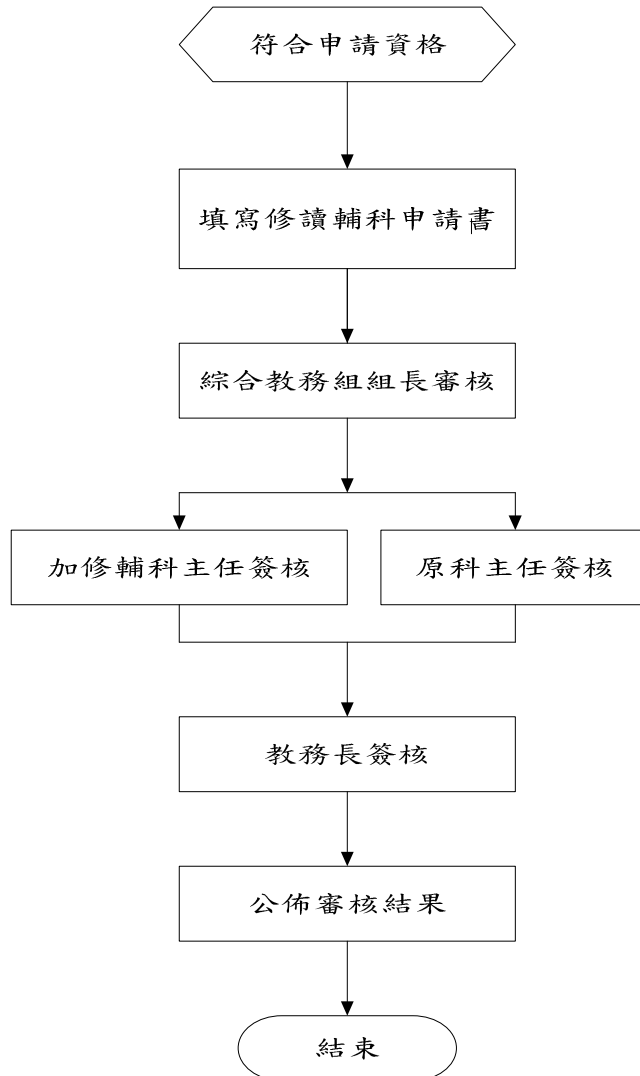 符合申請資格
填寫修讀輔科申請書
綜合教務組組長審核
加修輔科主任簽核
原科主任簽核
教務長簽核
公佈審核結果
結束